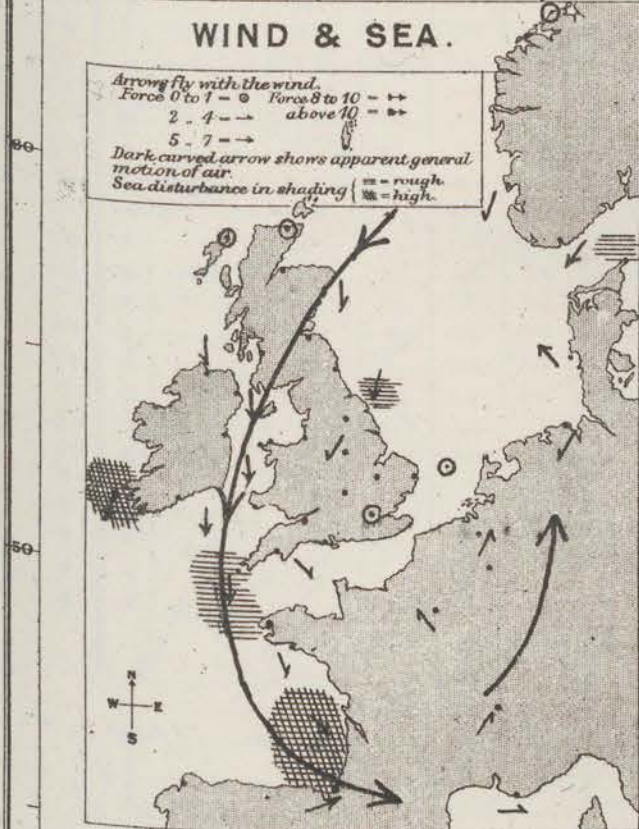 WIND & SEA.
Arrows fly with the wind.
Force 0 to 1 = Force 8 to 10 =
2 „ 4 = above 10 =
5 „ 7 =
Dark curved arrow shows apparent general
motion of air.
Sea disturbance in shading { = rough.
= high.
60
50
N
W E
S